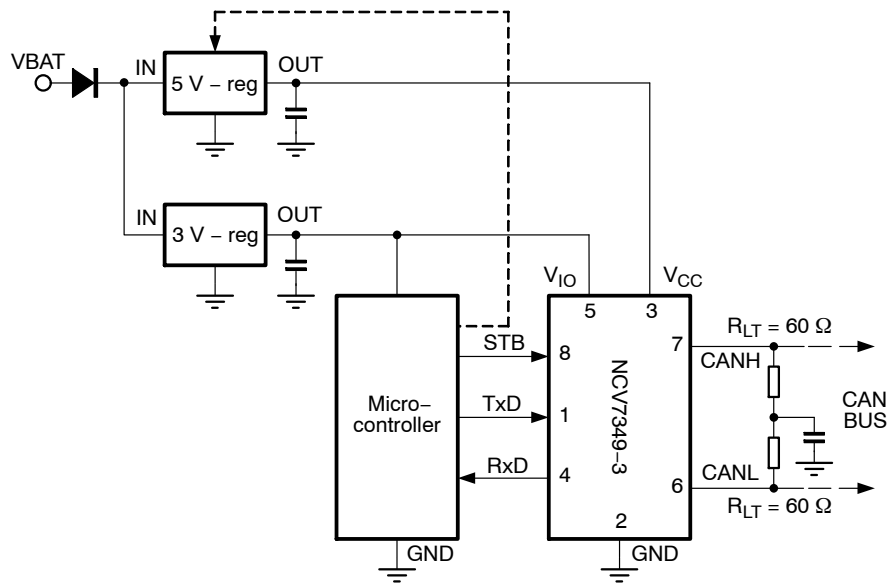 VBAT
IN
5 V – reg
OUT
IN
3 V – reg
OUT
V_IO
V_CC
5
3
STB
8
7
R_LT = 60 Ω
CANH
Micro–
controller
TxD
1
NCV7349–3
CAN
BUS
RxD
4
6
CANL
R_LT = 60 Ω
2
GND
GND